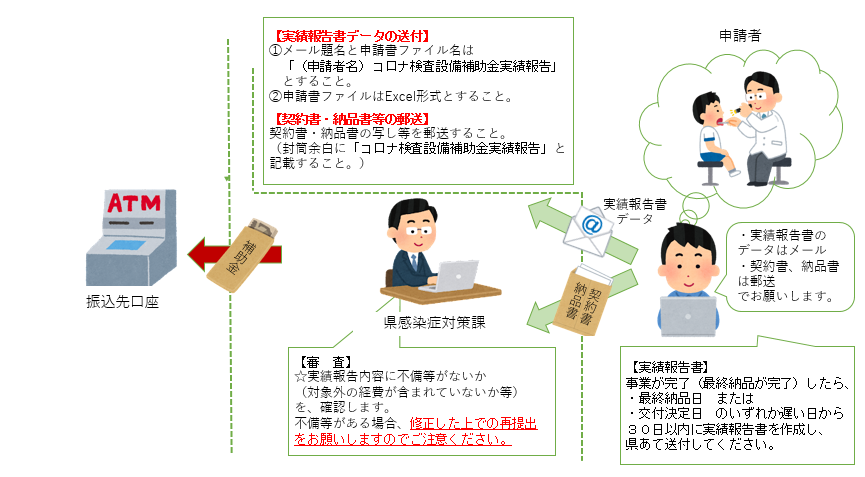 【実績報告書データの送付】
①メール題名と申請書ファイル名は
「（申請者名）コロナ検査設備補助金実績報告」
とすること。
②申請書ファイルはExcel形式とすること。
【契約書・納品書等の郵送】
契約書・納品書の写し等を郵送すること。
（封筒余白に「コロナ検査設備補助金実績報告」と
記載すること。）
申請者
ATM
振込先口座
補助金
県感染症対策課
実績報告書
データ
@
契約書
納品書
・実績報告書の
データはメール
・契約書、納品書
は郵送
でお願いします。
【審　査】
☆実績報告内容に不備等がないか
（対象外の経費が含まれていないか等）
を、確認します。
不備等がある場合、修正した上での再提出
をお願いしますのでご注意ください。
【実績報告書】
事業が完了（最終納品が完了）したら、
・最終納品日　または
・交付決定日　のいずれか遅い日から
３０日以内に実績報告書を作成し、
県あて送付してください。